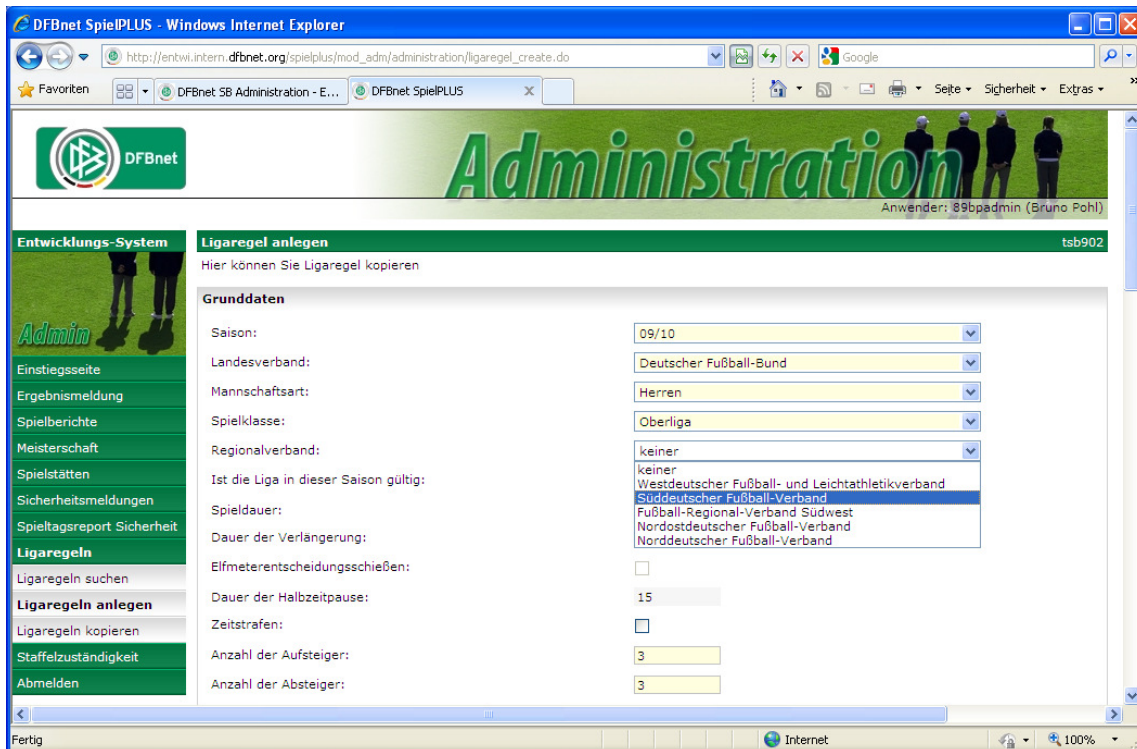 DFBnet SpielPLUS - Windows Internet Explorer
http://entwi.intern.dfbnet.org/spielplus/mod_adm/administration/ligaregel_create.do
Google
Favoriten
DFBnet SB Administration - E...
DFBnet SpielPLUS
Seite
Sicherheit
Extras
DFBnet
Administration
Anwender: 89bpadmin (Bruno Pohl)
Entwicklungs-System
Admin
Einstiegsseite
Ergebnismeldung
Spielberichte
Meisterschaft
Spielstätten
Sicherheitsmeldungen
Spieltagsreport Sicherheit
Ligaregeln
Ligaregeln suchen
Ligaregeln anlegen
Ligaregeln kopieren
Staffelzuständigkeit
Abmelden
Ligaregel anlegen tsb902
Hier können Sie Ligaregel kopieren
Grunddaten
Saison: 09/10
Landesverband: Deutscher Fußball-Bund
Mannschaftsart: Herren
Spielklasse: Oberliga
Regionalverband: keiner
keiner
Westdeutscher Fußball- und Leichtathletikverband
Süddeutscher Fußball-Verband
Fußball-Regional-Verband Südwest
Nordostdeutscher Fußball-Verband
Norddeutscher Fußball-Verband
Ist die Liga in dieser Saison gültig:
Spieldauer:
Dauer der Verlängerung:
Elfmeterentscheidungsschießen:
Dauer der Halbzeitpause: 15
Zeitstrafen:
Anzahl der Aufsteiger: 3
Anzahl der Absteiger: 3
Fertig
Internet
100%